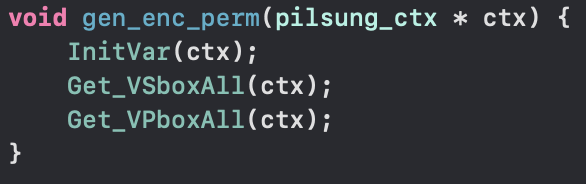 void gen_enc_perm(pilsung_ctx * ctx) {
    InitVar(ctx);
    Get_VSboxAll(ctx);
    Get_VPboxAll(ctx);
}